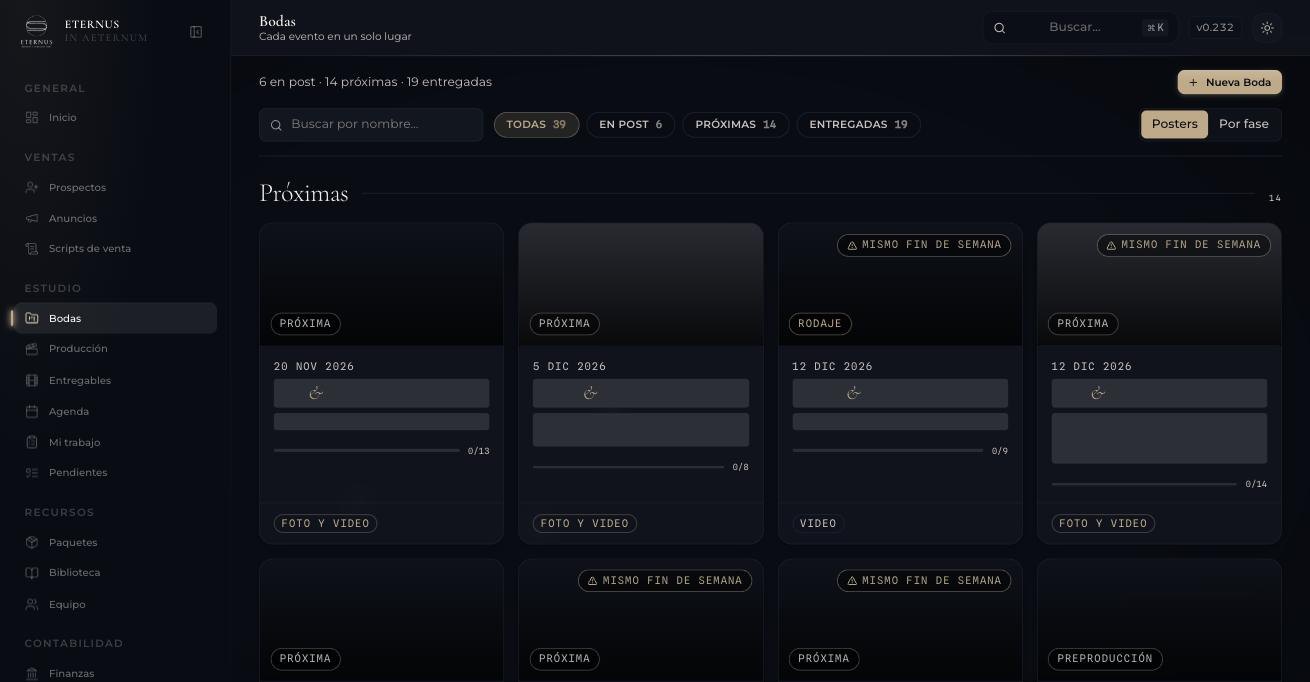 ETERNUS
ETERNUS
IN AETERNUM
GENERAL
Inicio
VENTAS
Prospectos
Anuncios
Scripts de venta
ESTUDIO
Bodas
Producción
Entregables
Agenda
Mi trabajo
Pendientes
RECURSOS
Paquetes
Biblioteca
Equipo
CONTABILIDAD
Finanzas
Bodas
Cada evento en un solo lugar
Buscar...
⌘K
v0.232
6 en post · 14 próximas · 19 entregadas
+ Nueva Boda
Buscar por nombre...
TODAS 39
EN POST 6
PRÓXIMAS 14
ENTREGADAS 19
Posters
Por fase
Próximas
14
PRÓXIMA
20 NOV 2026
&
0/13
FOTO Y VIDEO
PRÓXIMA
5 DIC 2026
&
0/8
FOTO Y VIDEO
MISMO FIN DE SEMANA
RODAJE
12 DIC 2026
&
0/9
VIDEO
MISMO FIN DE SEMANA
PRÓXIMA
12 DIC 2026
&
0/14
FOTO Y VIDEO
PRÓXIMA
MISMO FIN DE SEMANA
PRÓXIMA
MISMO FIN DE SEMANA
PRÓXIMA
PREPRODUCCIÓN